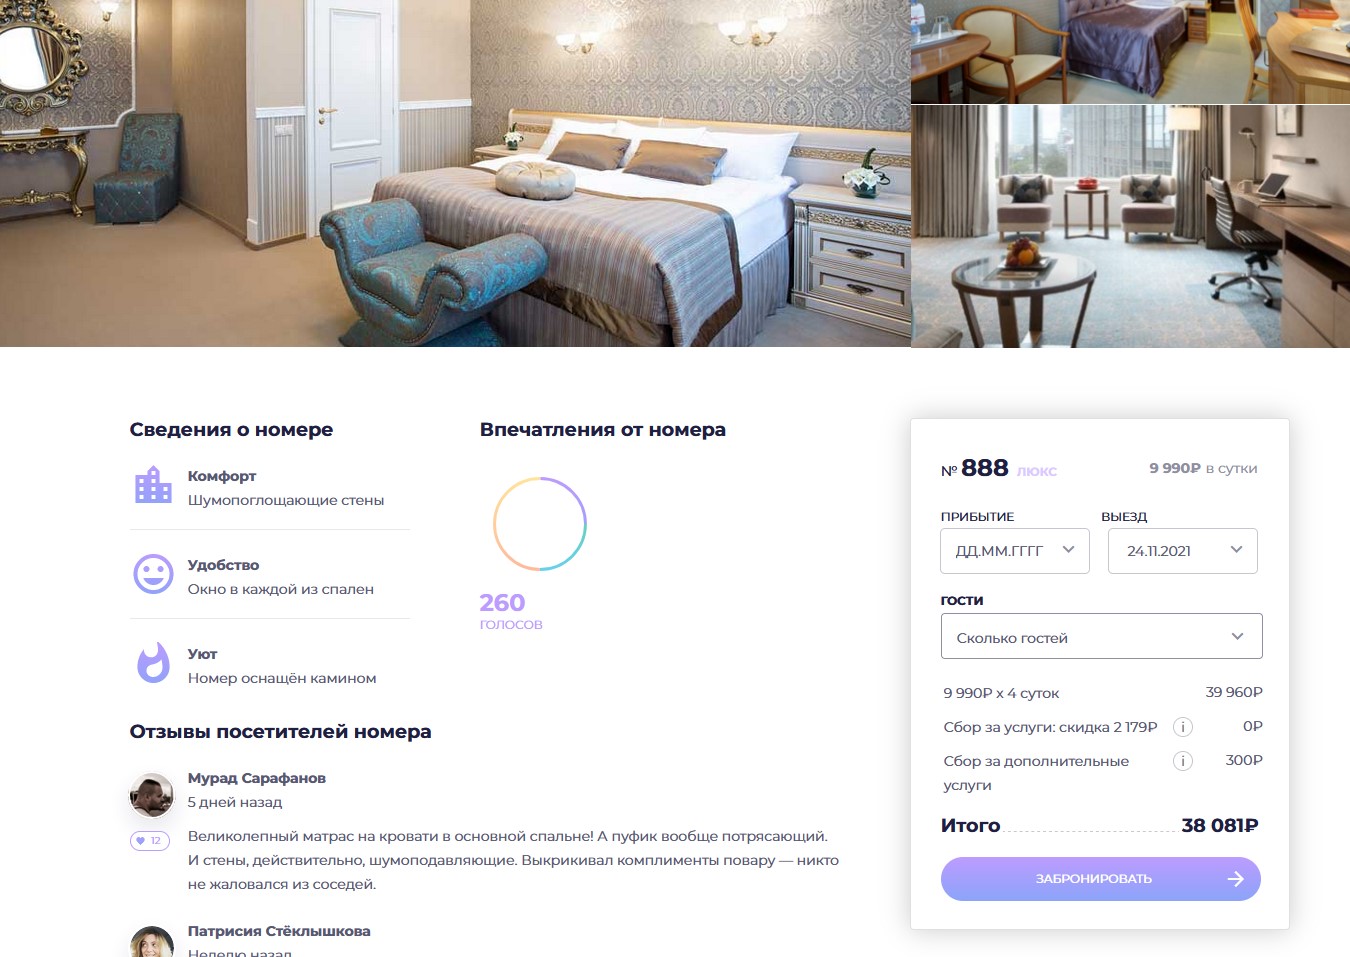 Сведения о номере
Комфорт
Шумопоглощающие стены
Удобство
Окно в каждой из спален
Уют
Номер оснащён камином
Впечатления от номера
260
ГОЛОСОВ
Отзывы посетителей номера
Мурад Сарафанов
5 дней назад
12
Великолепный матрас на кровати в основной спальне! А пуфик вообще потрясающий.
И стены, действительно, шумоподавляющие. Выкрикивал комплименты повару — никто
не жаловался из соседей.
Патрисия Стёклышкова
Неделю назад
№ 888 ЛЮКС 9 990₽ в сутки
ПРИБЫТИЕ ВЫЕЗД
ДД.ММ.ГГГГ 24.11.2021
ГОСТИ
Сколько гостей
9 990₽ х 4 суток 39 960₽
Сбор за услуги: скидка 2 179₽ i 0₽
Сбор за дополнительные i 300₽
услуги
Итого 38 081₽
ЗАБРОНИРОВАТЬ